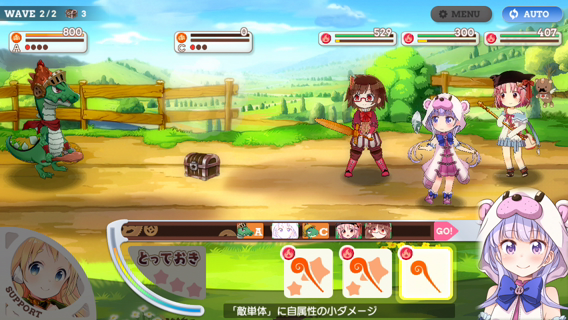 WAVE 2/2 3
MENU
AUTO
800
A
0
C
529
300
407
A C GO!
SUPPORT
とっておき
「敵単体」に自属性の小ダメージ